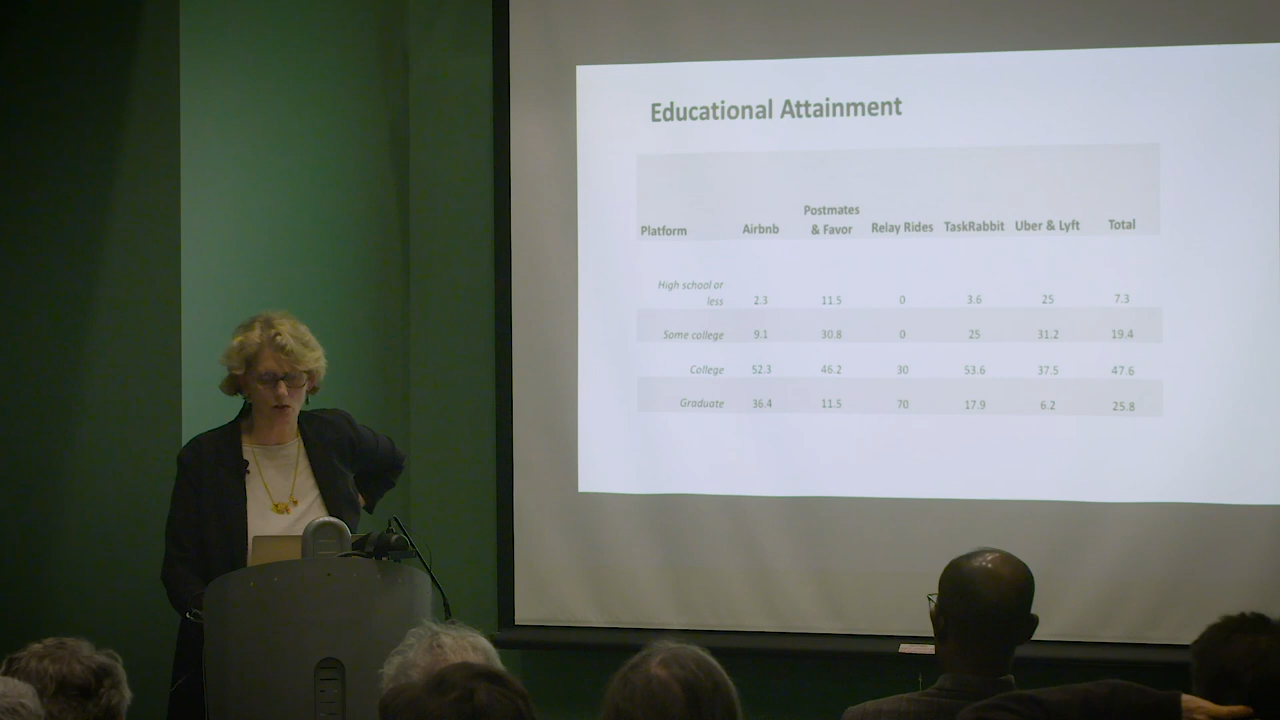 Educational Attainment
Postmates
Platform Airbnb & Favor Relay Rides TaskRabbit Uber & Lyft Total
High school or
less 2.3 11.5 0 3.6 25 7.3
Some college 9.1 30.8 0 25 31.2 19.4
College 52.3 46.2 30 53.6 37.5 47.6
Graduate 36.4 11.5 70 17.9 6.2 25.8